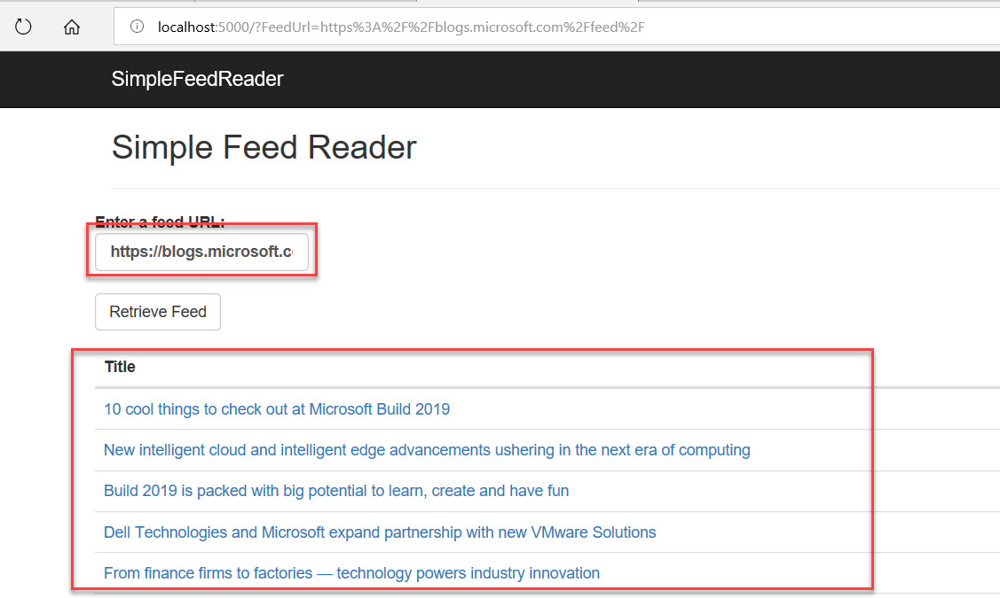 localhost:5000/?FeedUrl=https%3A%2F%2Fblogs.microsoft.com%2Ffeed%2F
SimpleFeedReader
Simple Feed Reader
Enter a feed URL:
https://blogs.microsoft.c
Retrieve Feed
Title
10 cool things to check out at Microsoft Build 2019
New intelligent cloud and intelligent edge advancements ushering in the next era of computing
Build 2019 is packed with big potential to learn, create and have fun
Dell Technologies and Microsoft expand partnership with new VMware Solutions
From finance firms to factories — technology powers industry innovation